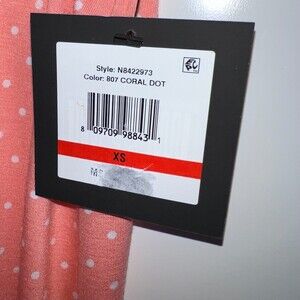 Style: N8422973
Color: 807 CORAL DOT
8 09709 98843 1
XS